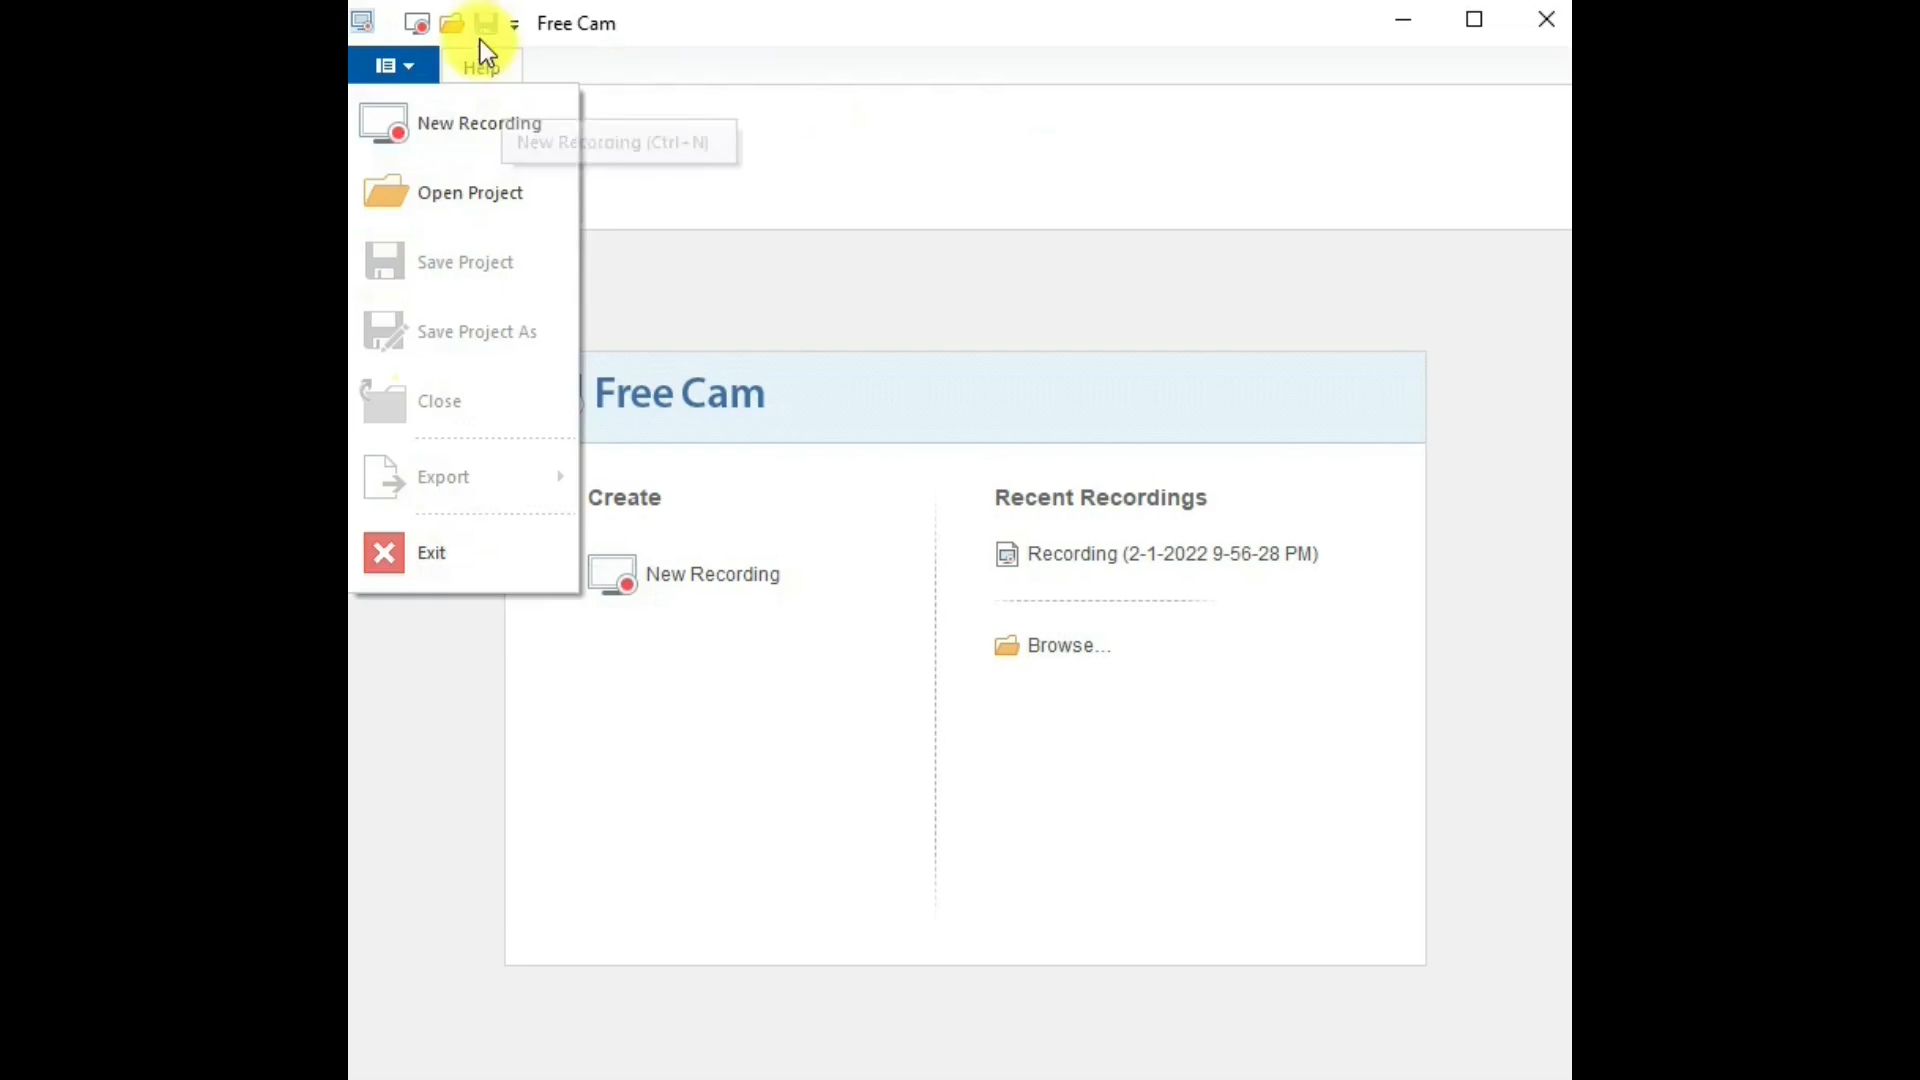 Free Cam
Help
New Recording
New Recording (Ctrl+N)
Open Project
Save Project
Save Project As
Close
Export
Exit
Free Cam
Create
New Recording
Recent Recordings
Recording (2-1-2022 9-56-28 PM)
Browse...